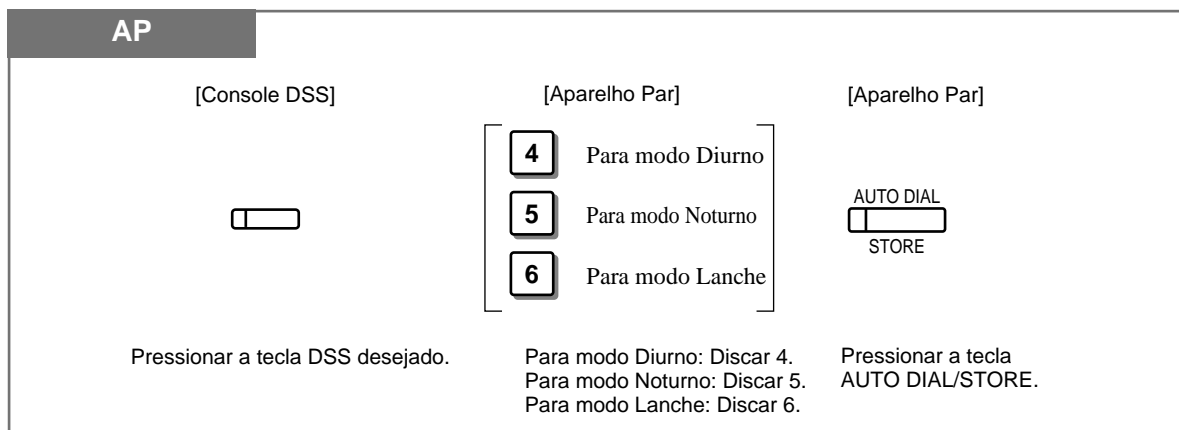 AP
[Console DSS]
[Aparelho Par]
[Aparelho Par]
4 Para modo Diurno
5 Para modo Noturno
6 Para modo Lanche
AUTO DIAL
STORE
Pressionar a tecla DSS desejado.
Para modo Diurno: Discar 4.
Para modo Noturno: Discar 5.
Para modo Lanche: Discar 6.
Pressionar a tecla
AUTO DIAL/STORE.